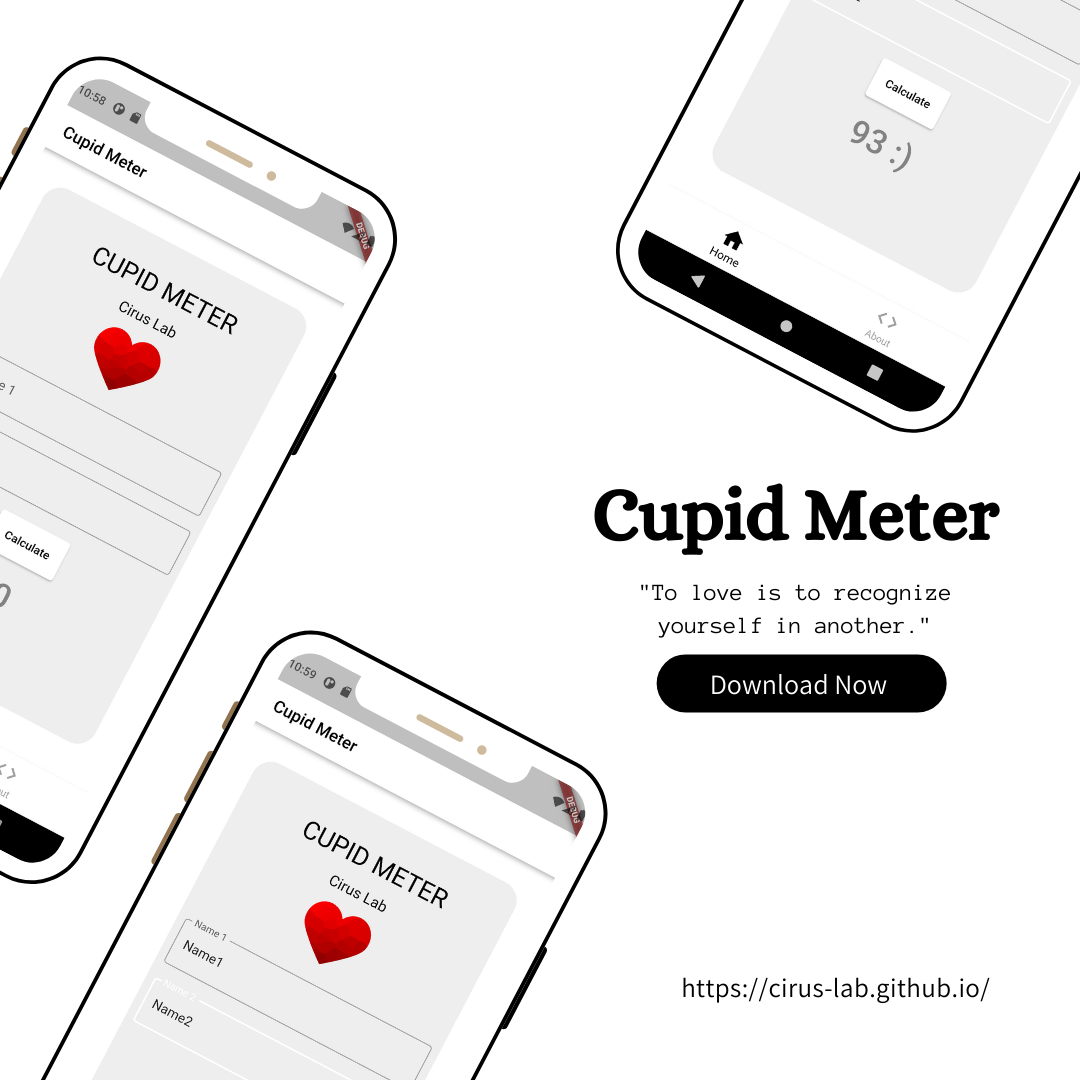 10:58
Cupid Meter
DEBUG
CUPID METER
Cirus Lab
e 1
Calculate
0
ut
Calculate
93 :)
Home
About
Cupid Meter
"To love is to recognize
yourself in another."
Download Now
10:59
Cupid Meter
DEBUG
CUPID METER
Cirus Lab
Name 1
Name1
Name 2
Name2
https://cirus-lab.github.io/